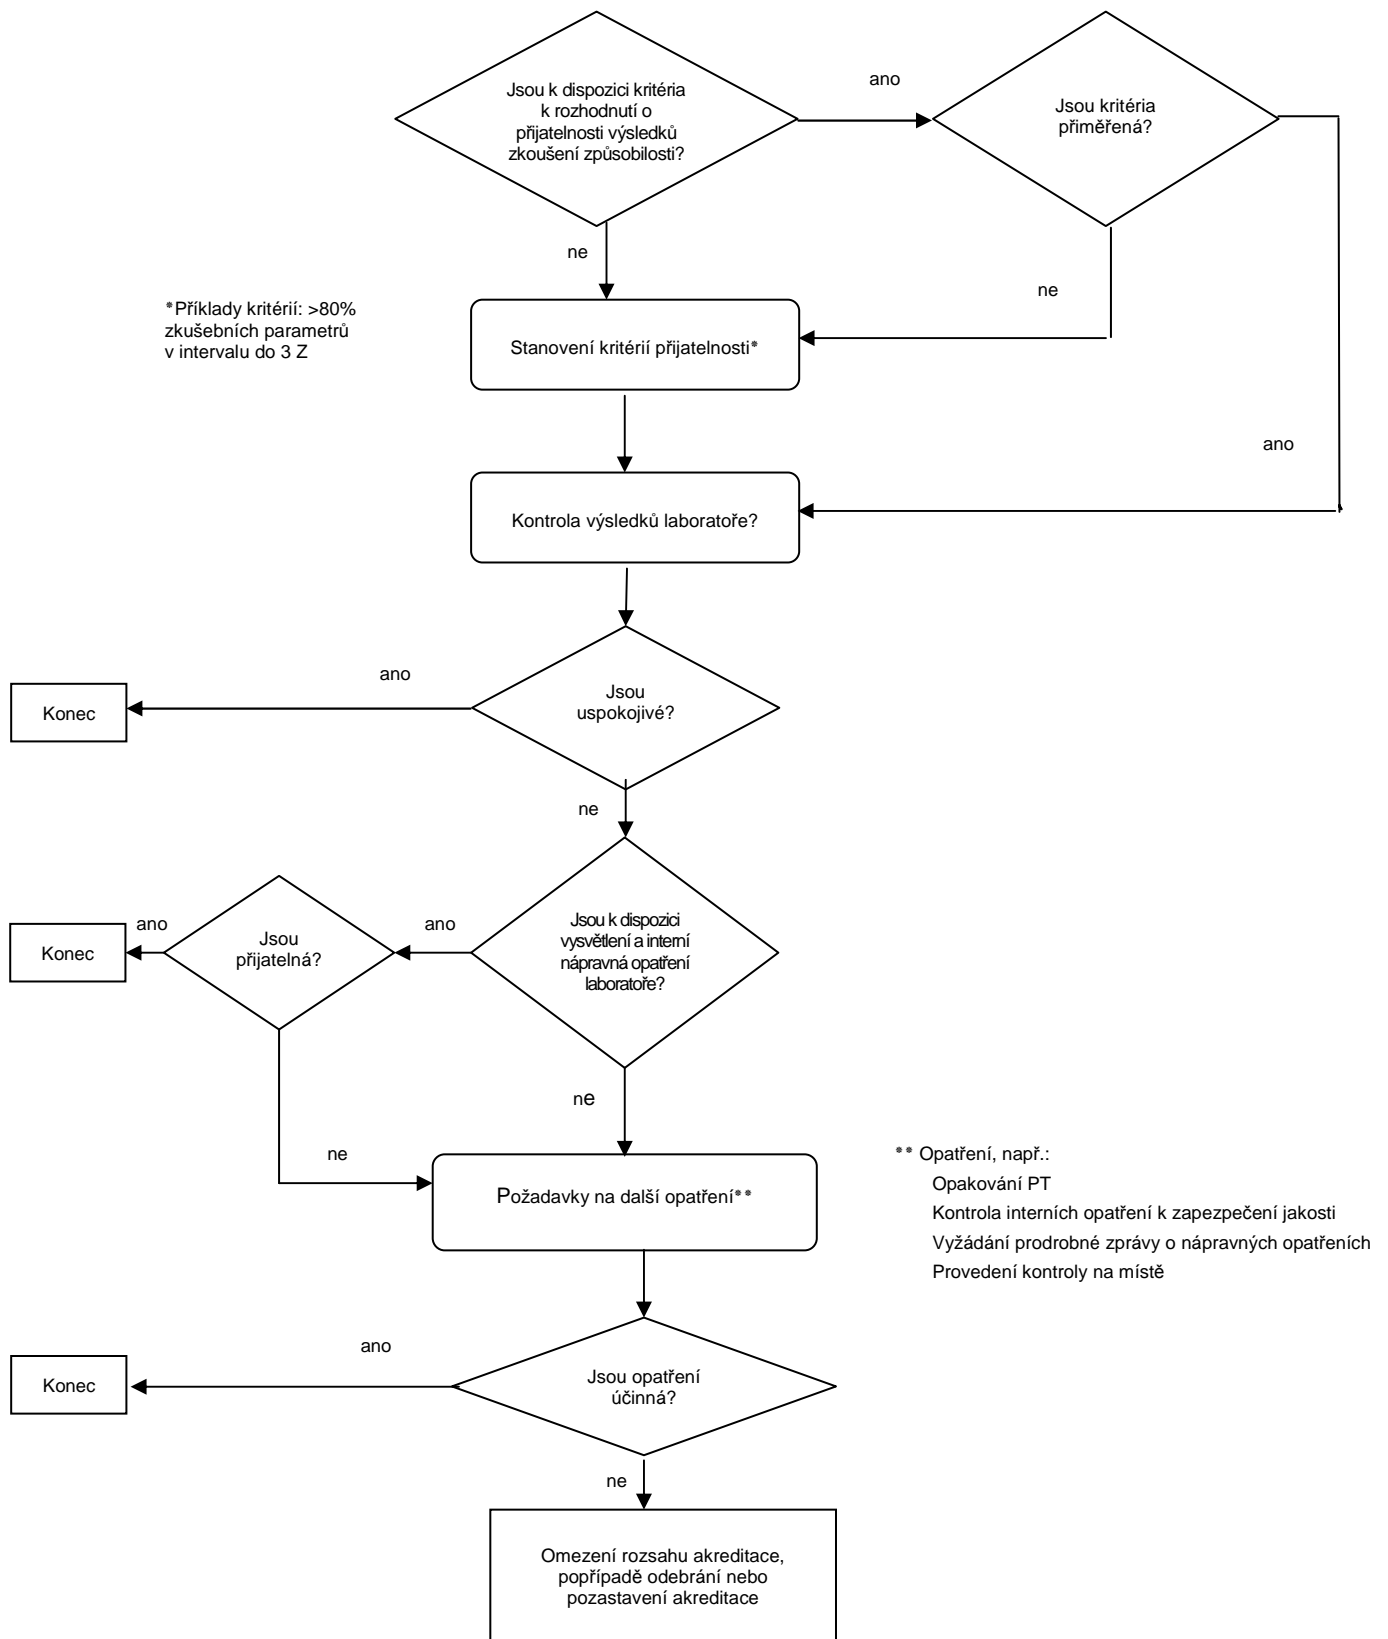 Jsou k dispozici kritéria
k rozhodnutí o
přijatelnosti výsledků
zkoušení způsobilosti?
ano
Jsou kritéria
přiměřená?
ne
ne
*Příklady kritérií: >80%
zkušebních parametrů
v intervalu do 3 Z
Stanovení kritérií přijatelnosti*
ano
Kontrola výsledků laboratoře?
ano
Jsou
uspokojivé?
Konec
ne
ano
ano
Jsou k dispozici
vysvětlení a interní
nápravná opatření
laboratoře?
Jsou
přijatelná?
Konec
ne
ne
** Opatření, např.:
Opakování PT
Kontrola interních opatření k zapezpečení jakosti
Vyžádání prodrobné zprávy o nápravných opatřeních
Provedení kontroly na místě
Požadavky na další opatření**
ano
Jsou opatření
účinná?
Konec
ne
Omezení rozsahu akreditace,
popřípadě odebrání nebo
pozastavení akreditace